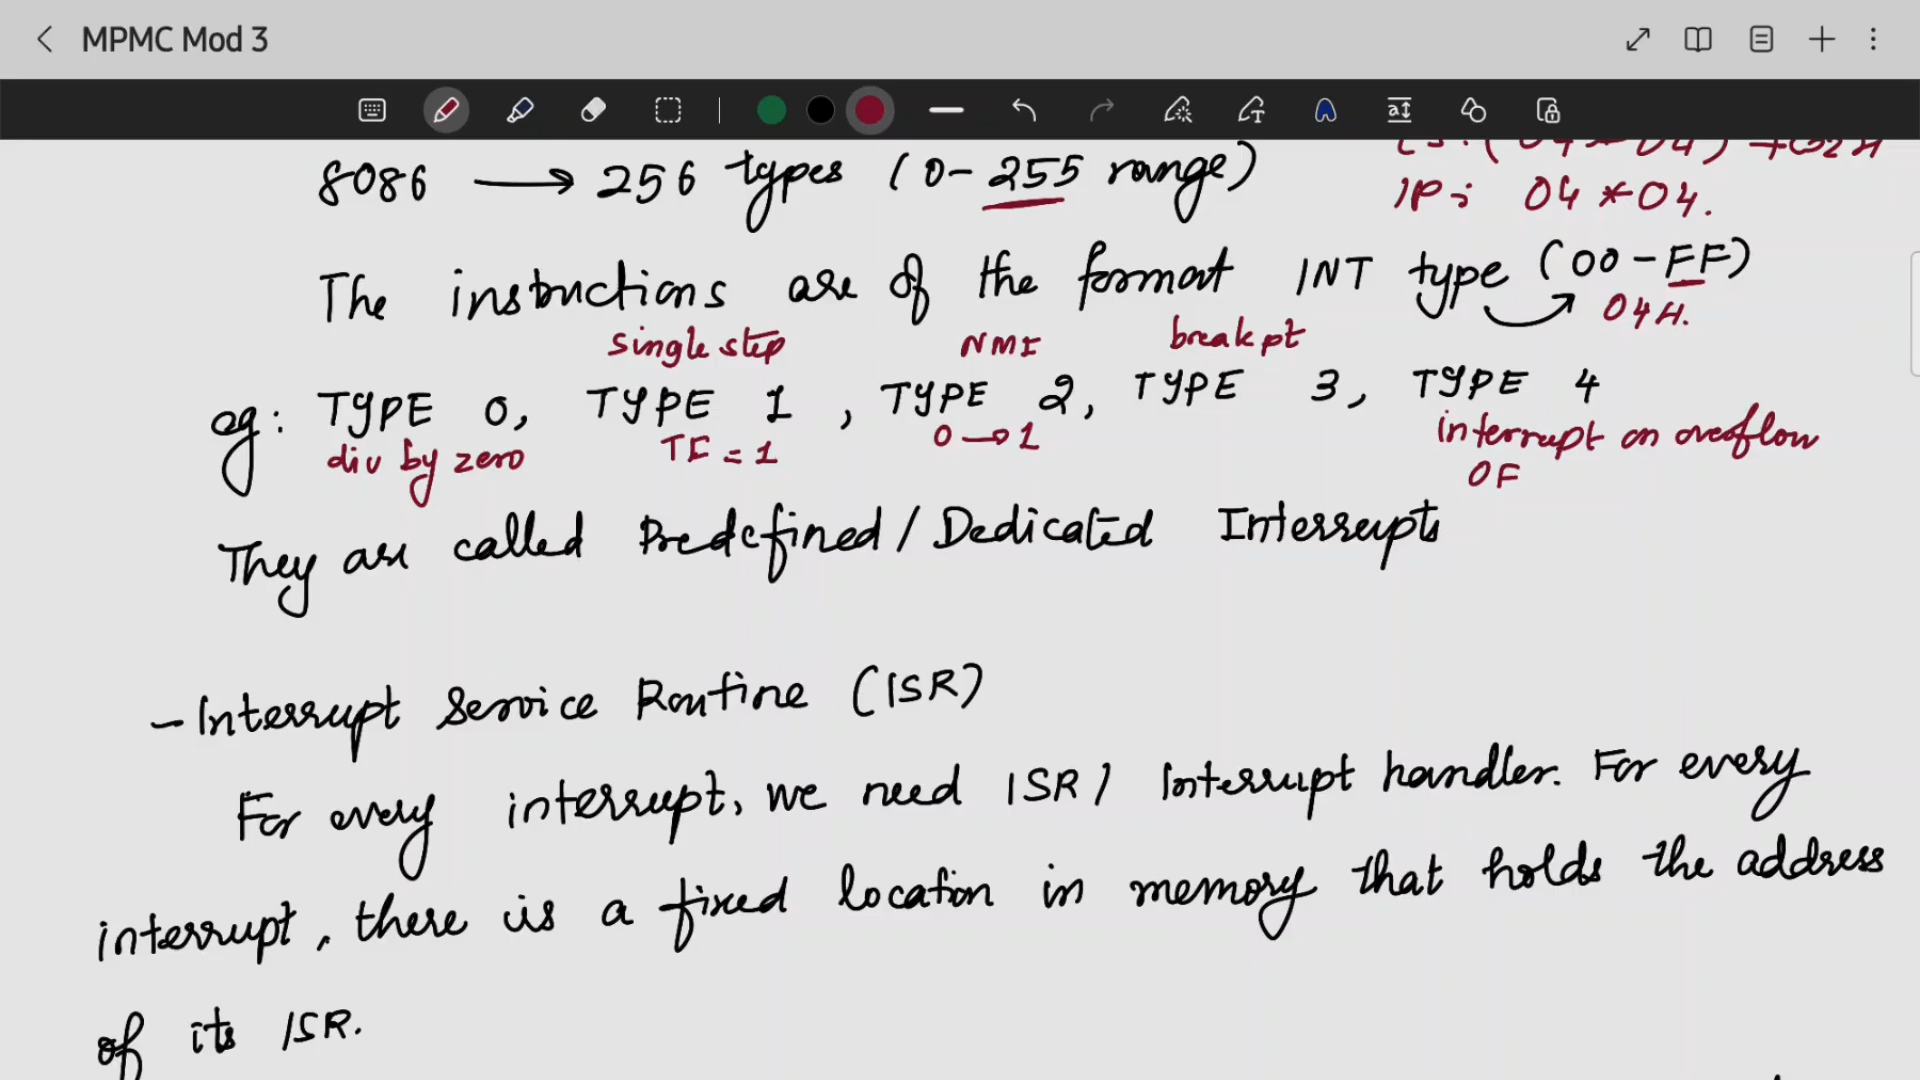 MPMC Mod 3
CS: (04 * 04) + 02H
8086 → 256 types (0-255 range)
IP: 04 * 04.
The instructions are of the format INT type (00-FF)
04H.
single step NMI break pt
eg: TYPE 0, TYPE 1, TYPE 2, TYPE 3, TYPE 4
div by zero TF = 1 0 → 1 interrupt on overflow
OF
They are called Predefined/Dedicated Interrupts
- Interrupt Service Routine (ISR)
For every interrupt, we need ISR/ Interrupt handler. For every
interrupt, there is a fixed location in memory that holds the address
of its ISR.